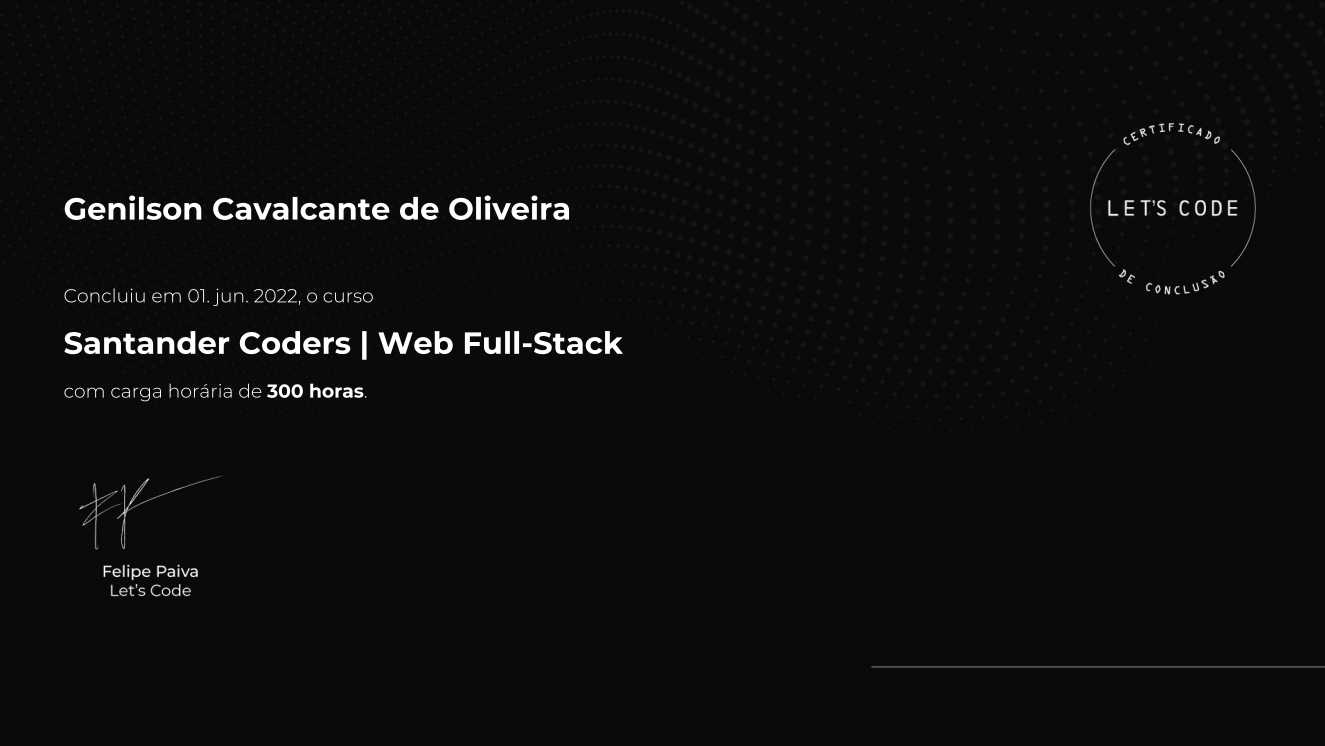 CERTIFICADO
LET'S CODE
DE CONCLUSÃO
Genilson Cavalcante de Oliveira
Concluiu em 01. jun. 2022, o curso
Santander Coders | Web Full-Stack
com carga horária de 300 horas.
Felipe Paiva
Let's Code